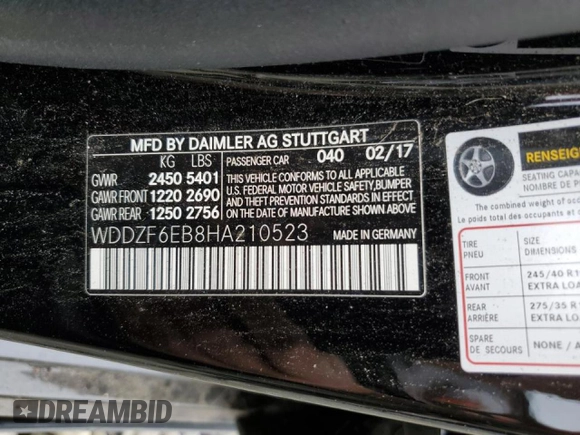 MFD BY DAIMLER AG STUTTGART
KG LBS
GVWR 2450 5401
GAWR FRONT 1220 2690
GAWR REAR 1250 2756
PASSENGER CAR 040 02/17
THIS VEHICLE CONFORMS TO ALL APPLICABLE
U.S. FEDERAL MOTOR VEHICLE SAFETY,BUMPER
AND THEFT PREVENTION STANDARDS IN EFFECT
ON THE DATE OF MANUFACTURE SHOWN ABOVE.
WDDZF6EB8HA210523 MADE IN GERMANY
RENSEIGNE
SEATING CAPA
NOMBRE DE P
The combined weight
Le poids total des occupants et
TIRE SIZE
PNEU DIMENSIONS
FRONT 245/40 R1
AVANT EXTRA LOA
REAR 275/35 R
ARRIÈRE EXTRA LO
SPARE NONE / A
DE SECOURS
DREAMBID